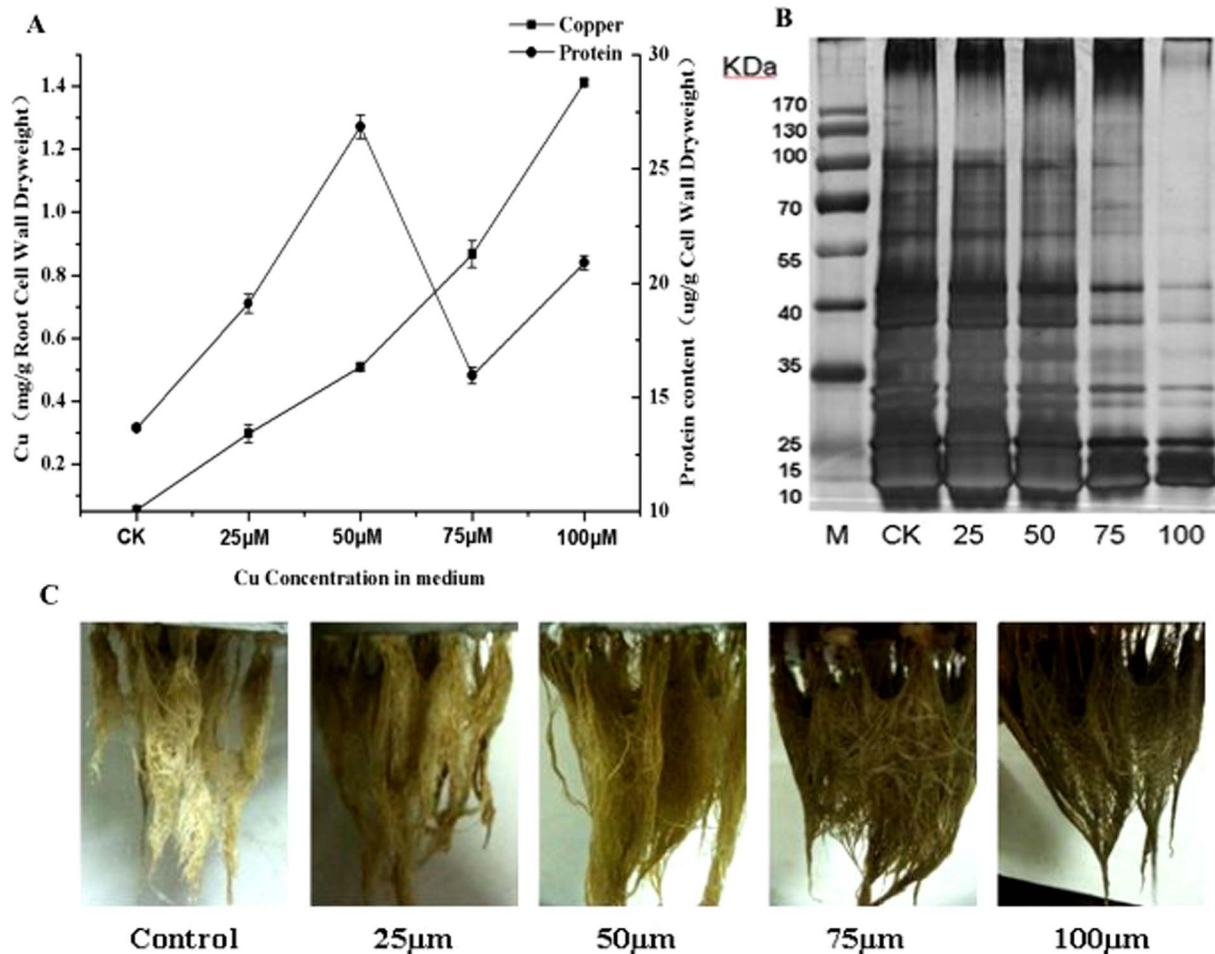 A
Copper
Protein
Cu（mg/g Root Cell Wall Dryweight）
1.4
1.2
1.0
0.8
0.6
0.4
0.2
30
25
20
15
10
Protein content（ug/g Cell Wall Dryweight）
CK 25μM 50μM 75μM 100μM
Cu Concentration in medium
B
KDa
170
130
100
70
55
40
35
25
15
10
M CK 25 50 75 100
C
Control 25μm 50μm 75μm 100μm